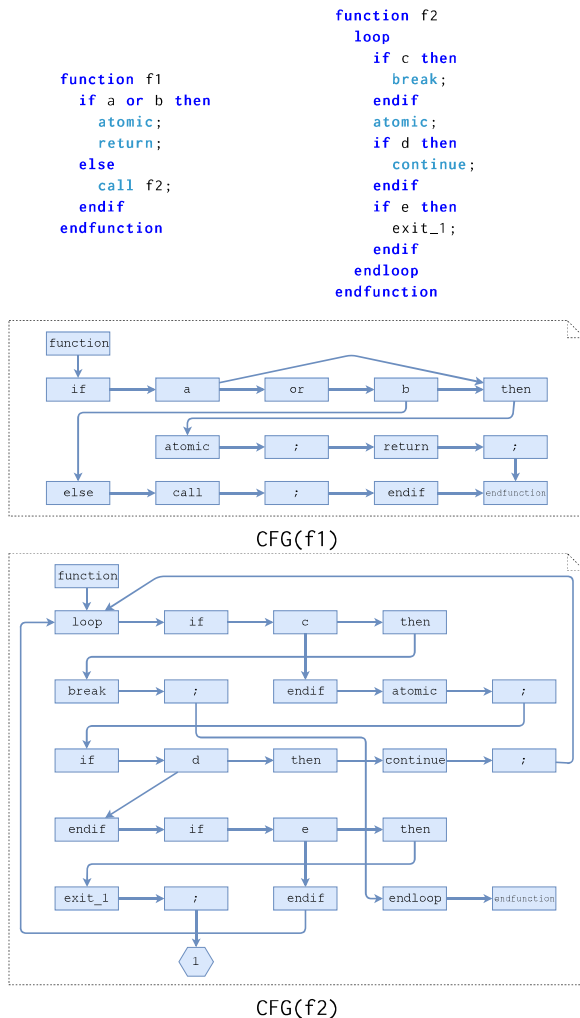 function f1
if a or b then
atomic;
return;
else
call f2;
endif
endfunction
function f2
loop
if c then
break;
endif
atomic;
if d then
continue;
endif
if e then
exit_1;
endif
endloop
endfunction
function
if a or b then
atomic ; return ;
else call ; endif endfunction
CFG(f1)
function
loop if c then
break ; endif atomic ;
if d then continue ;
endif if e then
exit_1 ; endif endloop endfunction
1
CFG(f2)